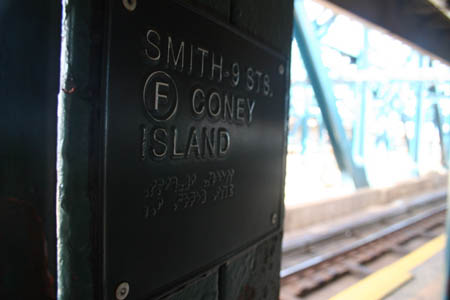 SMITH-9 STS.
F CONEY
ISLAND